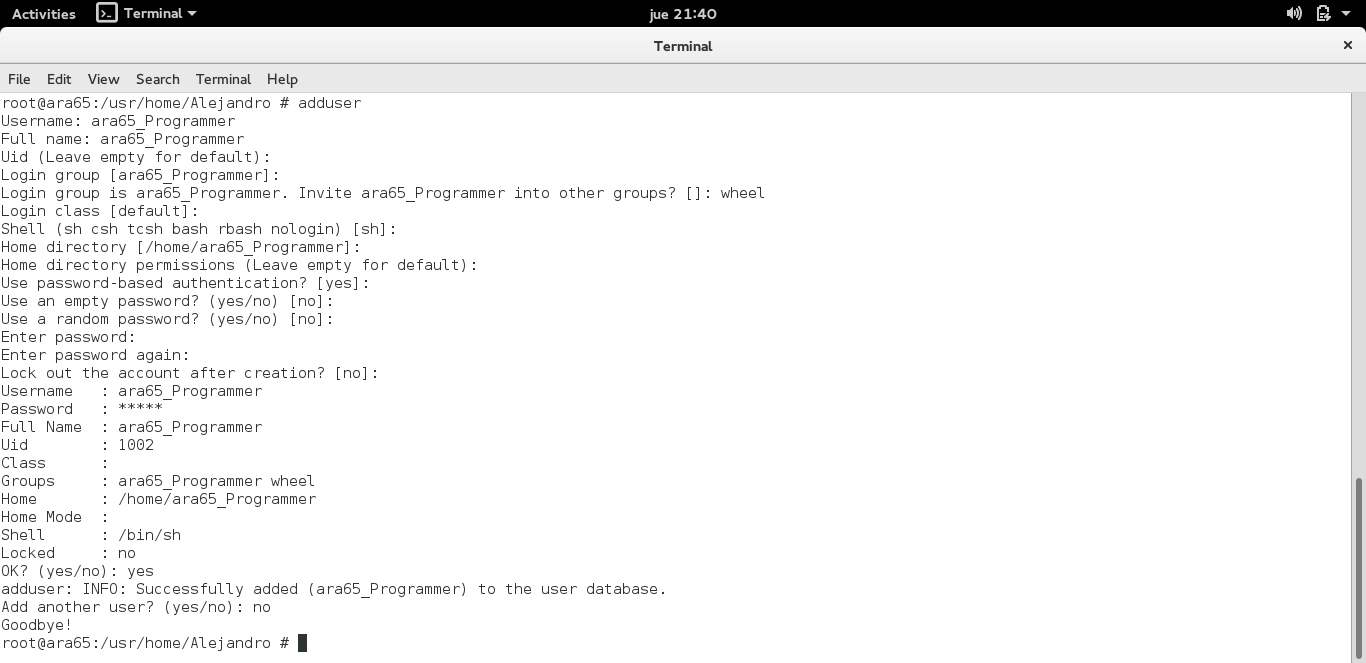 Activities Terminal jue 21:40
Terminal
File Edit View Search Terminal Help
root@ara65:/usr/home/Alejandro # adduser
Username: ara65_Programmer
Full name: ara65_Programmer
Uid (Leave empty for default):
Login group [ara65_Programmer]:
Login group is ara65_Programmer. Invite ara65_Programmer into other groups? []: wheel
Login class [default]:
Shell (sh csh tcsh bash rbash nologin) [sh]:
Home directory [/home/ara65_Programmer]:
Home directory permissions (Leave empty for default):
Use password-based authentication? [yes]:
Use an empty password? (yes/no) [no]:
Use a random password? (yes/no) [no]:
Enter password:
Enter password again:
Lock out the account after creation? [no]:
Username   : ara65_Programmer
Password   : *****
Full Name  : ara65_Programmer
Uid        : 1002
Class      :
Groups     : ara65_Programmer wheel
Home       : /home/ara65_Programmer
Home Mode  :
Shell      : /bin/sh
Locked     : no
OK? (yes/no): yes
adduser: INFO: Successfully added (ara65_Programmer) to the user database.
Add another user? (yes/no): no
Goodbye!
root@ara65:/usr/home/Alejandro #